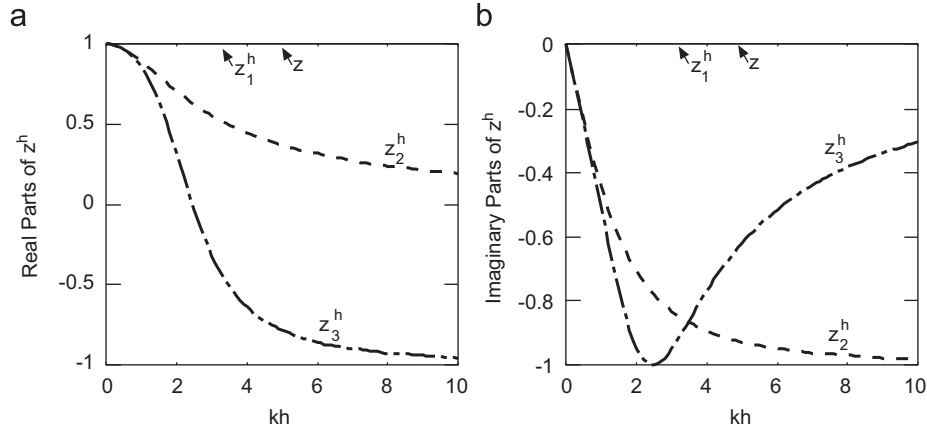 a
1
0.5
0
-0.5
-1
Real Parts of z^h
z_1^h
z
z_2^h
z_3^h
0 2 4 6 8 10
kh
b
0
-0.2
-0.4
-0.6
-0.8
-1
Imaginary Parts of z^h
z_1^h
z
z_3^h
z_2^h
0 2 4 6 8 10
kh